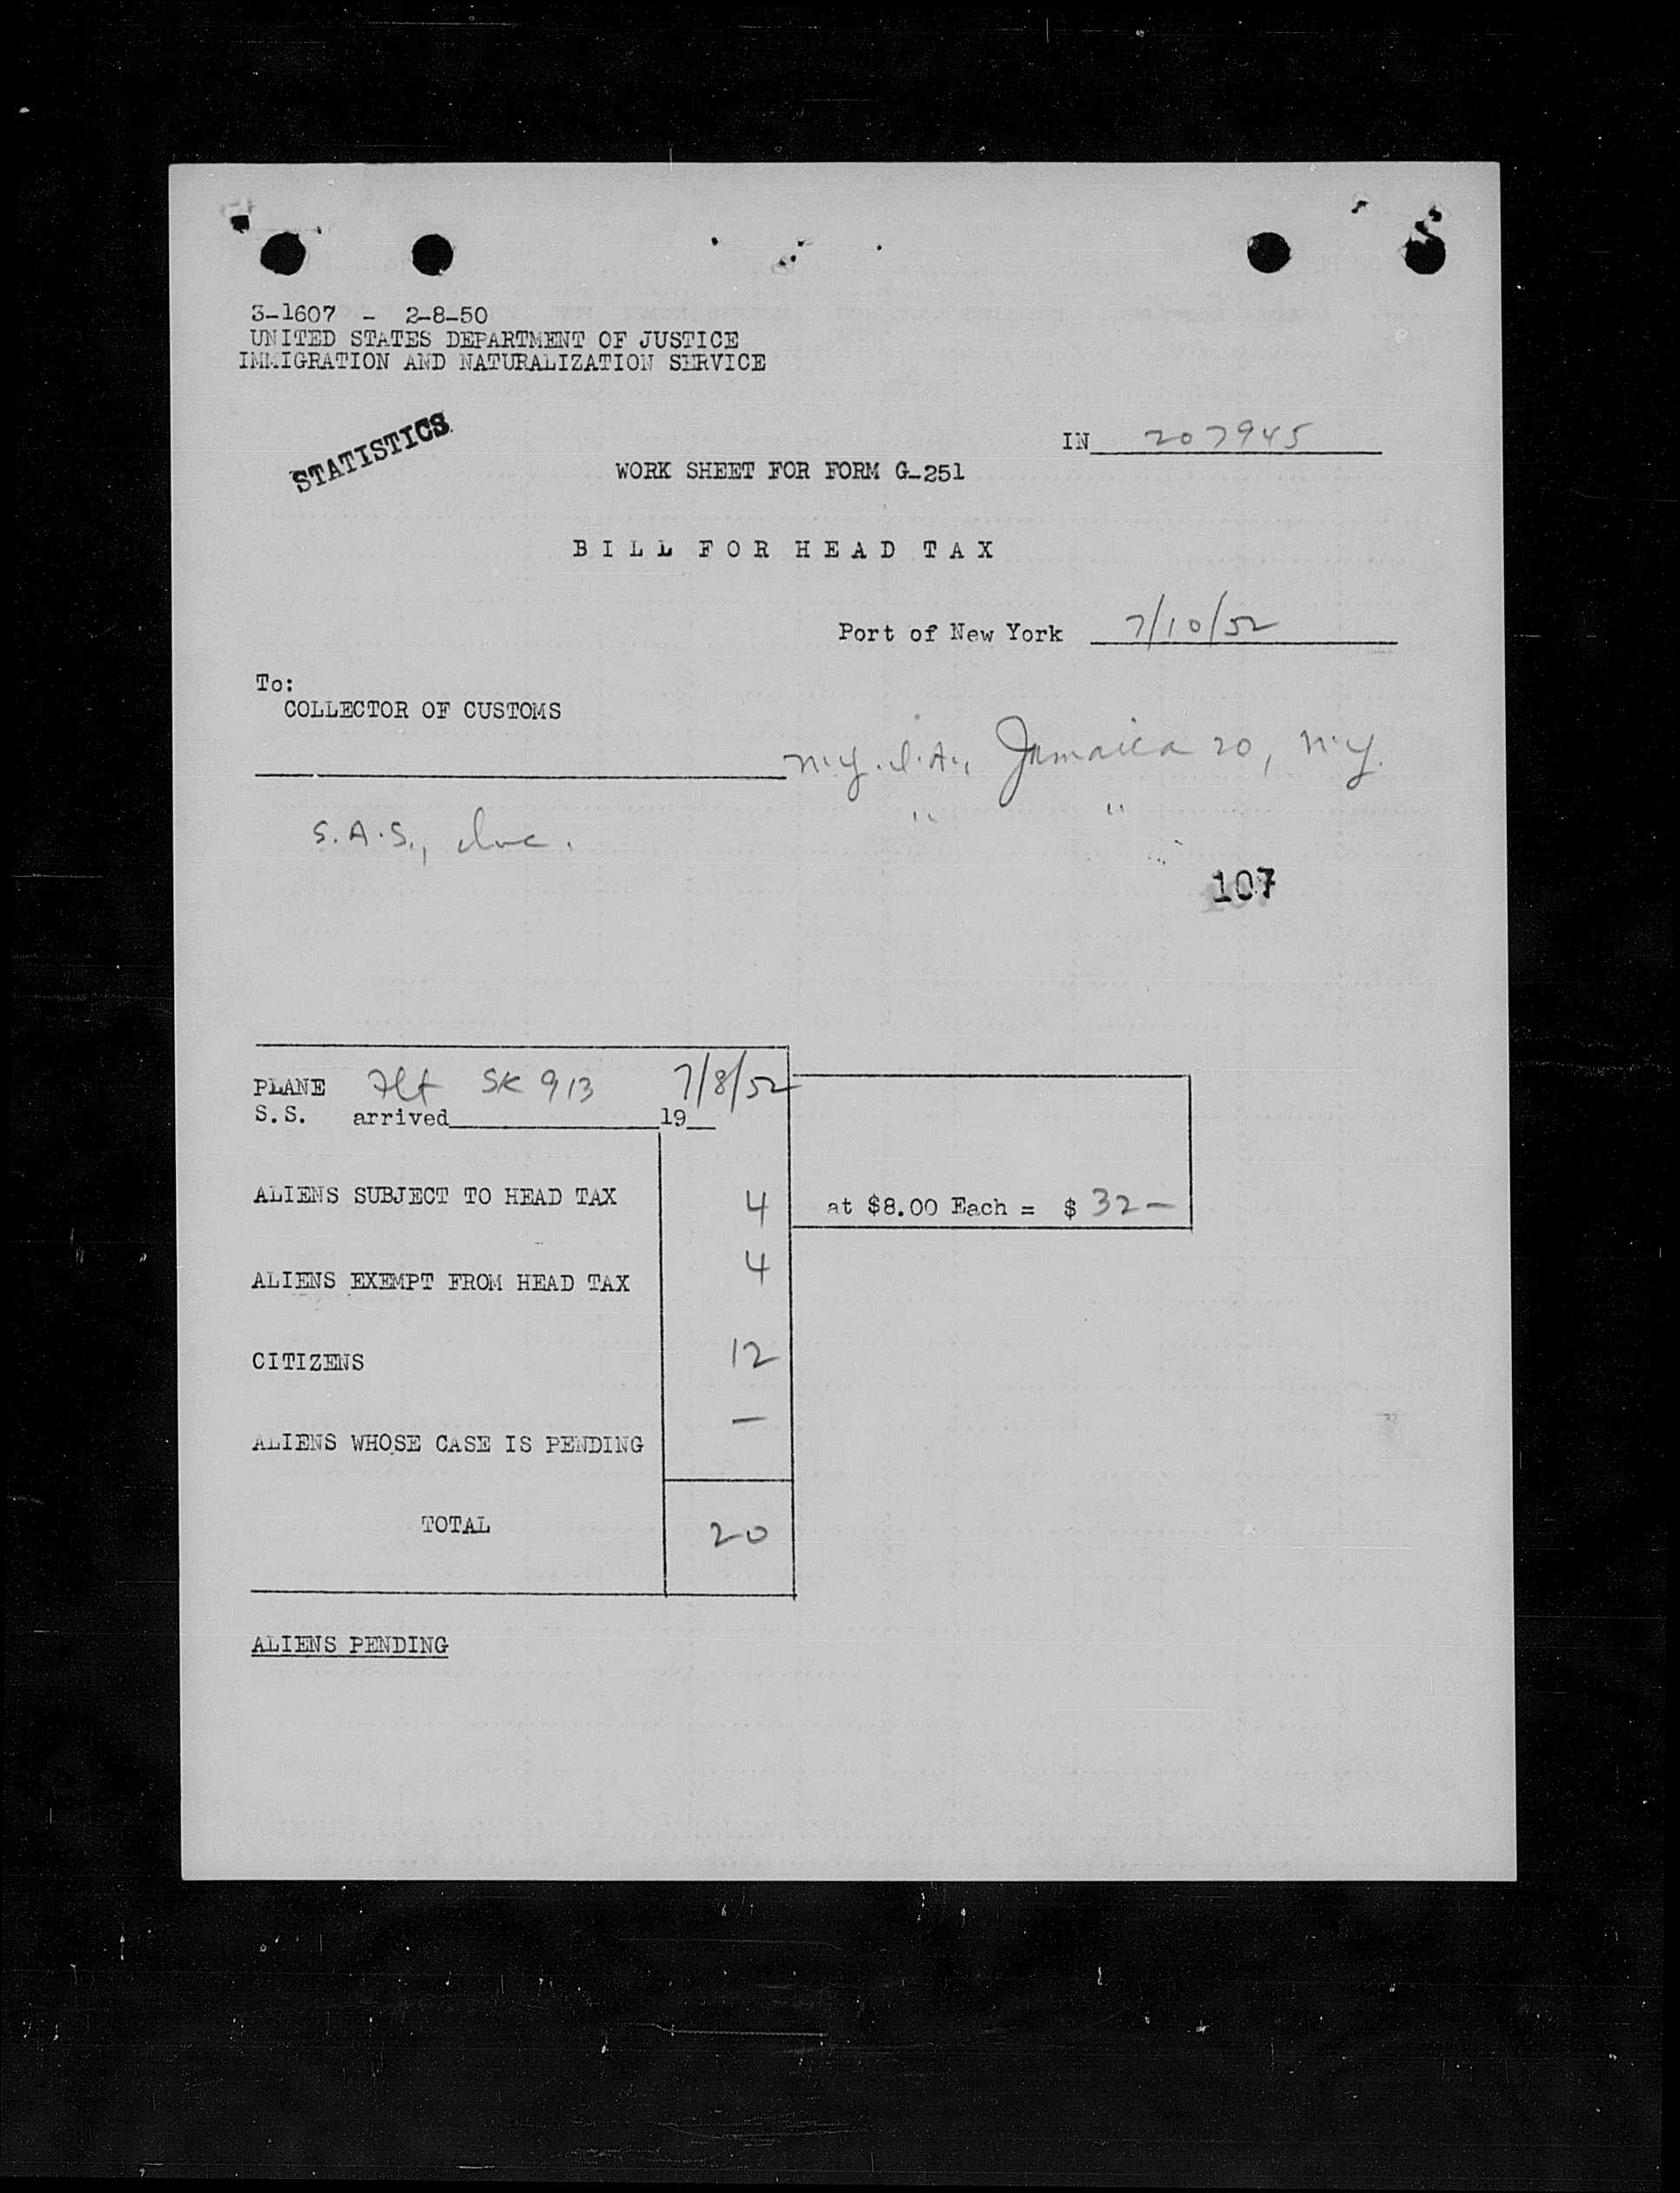 3-1607 - 2-8-50
UNITED STATES DEPARTMENT OF JUSTICE
IMMIGRATION AND NATURALIZATION SERVICE
STATISTICS
IN 207945
WORK SHEET FOR FORM G-251
BILL FOR HEAD TAX
Port of New York 7/10/52
To:
COLLECTOR OF CUSTOMS
N.Y.I.A., Jamaica 20, N.Y.
S.A.S., Inc. " "
107
PLANE Flt SK 913 7/8/52
S.S. arrived 19
ALIENS SUBJECT TO HEAD TAX 4 at $8.00 Each = $ 32-
ALIENS EXEMPT FROM HEAD TAX 4
CITIZENS 12
ALIENS WHOSE CASE IS PENDING -
TOTAL 20
ALIENS PENDING